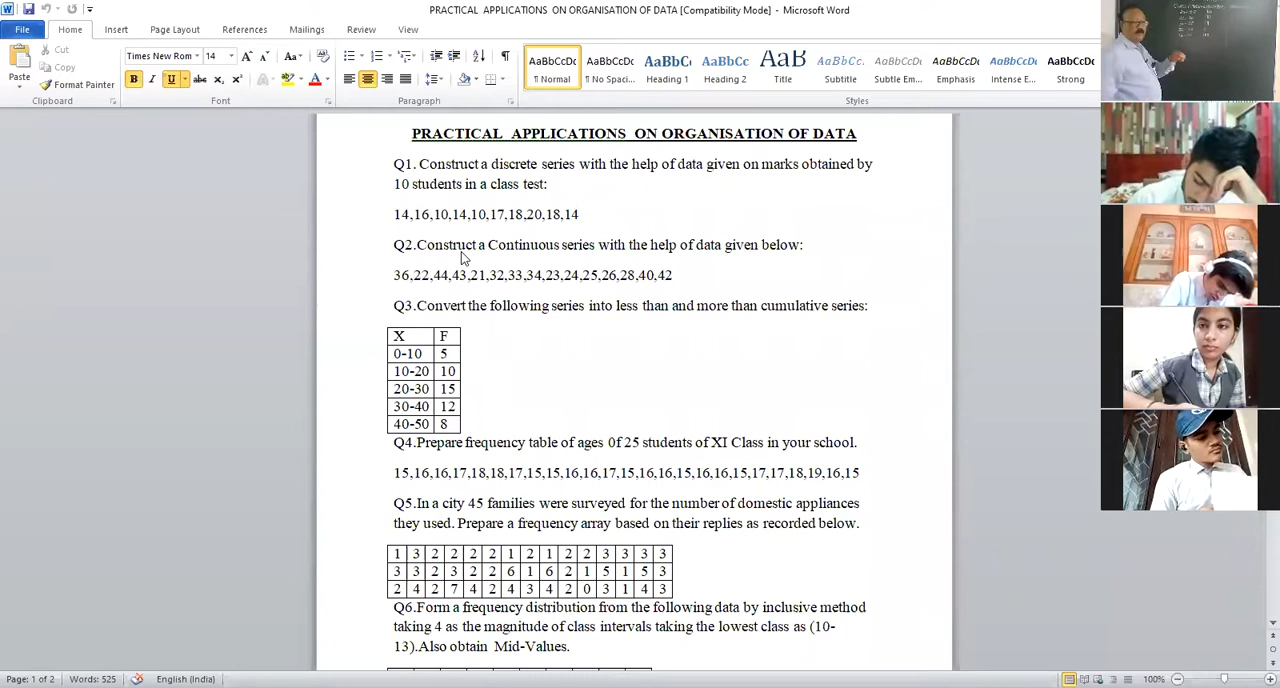 PRACTICAL APPLICATIONS ON ORGANISATION OF DATA [Compatibility Mode] - Microsoft Word
File Home Insert Page Layout References Mailings Review View
Paste
Cut
Copy
Format Painter
Clipboard
Times New Rom 14
Aa
B I U abc x₂ x²
A A
Font
Paragraph
AaBbCcDc AaBbCcDc AaBbC( AaBbCc AaB AaBbCc. AaBbCcDc AaBbCcDc AaBbCcDc AaBbCcDc
¶ Normal ¶ No Spaci... Heading 1 Heading 2 Title Subtitle Subtle Em... Emphasis Intense E... Strong
Styles
PRACTICAL APPLICATIONS ON ORGANISATION OF DATA
Q1. Construct a discrete series with the help of data given on marks obtained by
10 students in a class test:
14,16,10,14,10,17,18,20,18,14
Q2.Construct a Continuous series with the help of data given below:
36,22,44,43,21,32,33,34,23,24,25,26,28,40,42
Q3.Convert the following series into less than and more than cumulative series:
X F
0-10 5
10-20 10
20-30 15
30-40 12
40-50 8
Q4.Prepare frequency table of ages 0f 25 students of XI Class in your school.
15,16,16,17,18,18,17,15,15,16,16,17,15,16,16,15,16,16,15,17,17,18,19,16,15
Q5.In a city 45 families were surveyed for the number of domestic appliances
they used. Prepare a frequency array based on their replies as recorded below.
1 3 2 2 2 2 1 2 1 2 2 3 3 3 3
3 3 2 3 2 2 6 1 6 2 1 5 1 5 3
2 4 2 7 4 2 4 3 4 2 0 3 1 4 3
Q6.Form a frequency distribution from the following data by inclusive method
taking 4 as the magnitude of class intervals taking the lowest class as (10-
13).Also obtain Mid-Values.
Page: 1 of 2 Words: 525 English (India) 100%